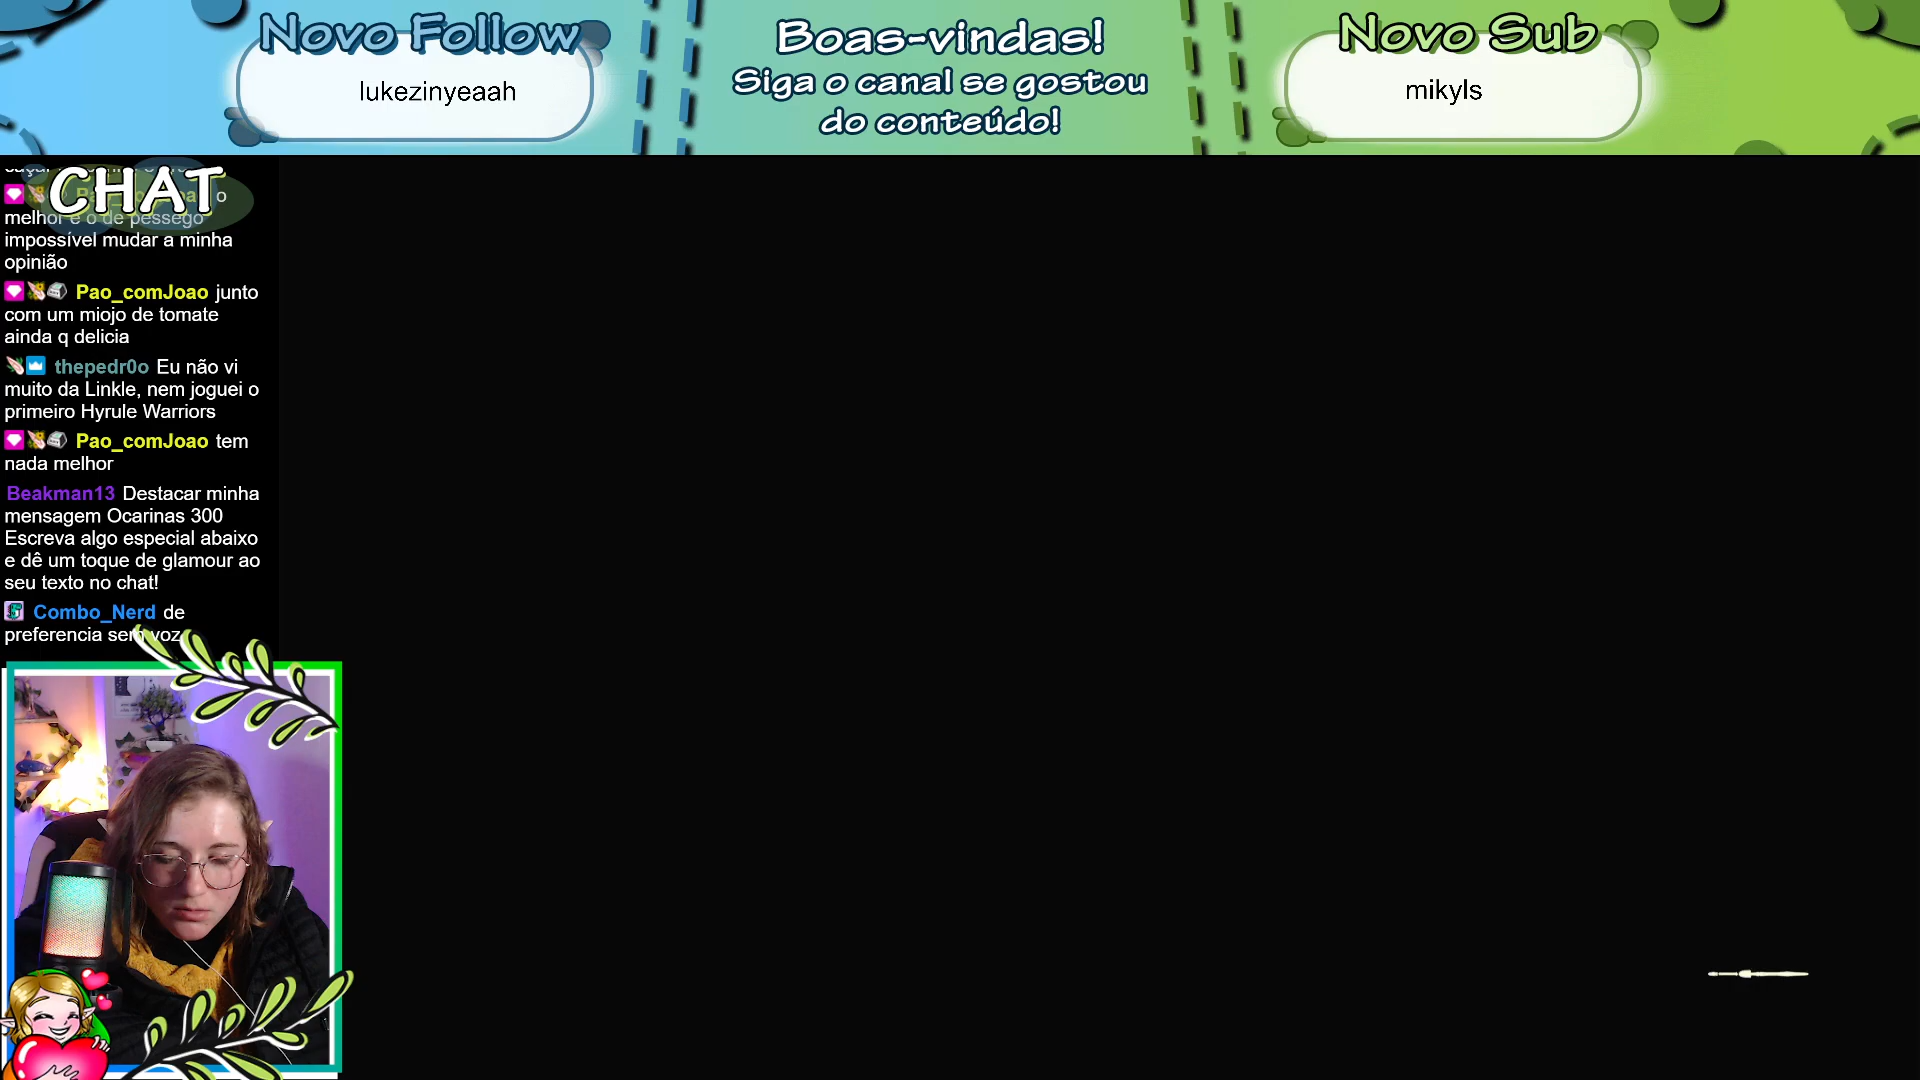 Novo Follow
lukezinyeaah
Boas-vindas!
Siga o canal se gostou
do conteúdo!
Novo Sub
mikyls
CHAT
o
melhor e o de pessego
impossível mudar a minha
opinião
Pao_comJoao junto
com um miojo de tomate
ainda q delicia
thepedr0o Eu não vi
muito da Linkle, nem joguei o
primeiro Hyrule Warriors
Pao_comJoao tem
nada melhor
Beakman13 Destacar minha
mensagem Ocarinas 300
Escreva algo especial abaixo
e dê um toque de glamour ao
seu texto no chat!
Combo_Nerd de
preferencia sem voz